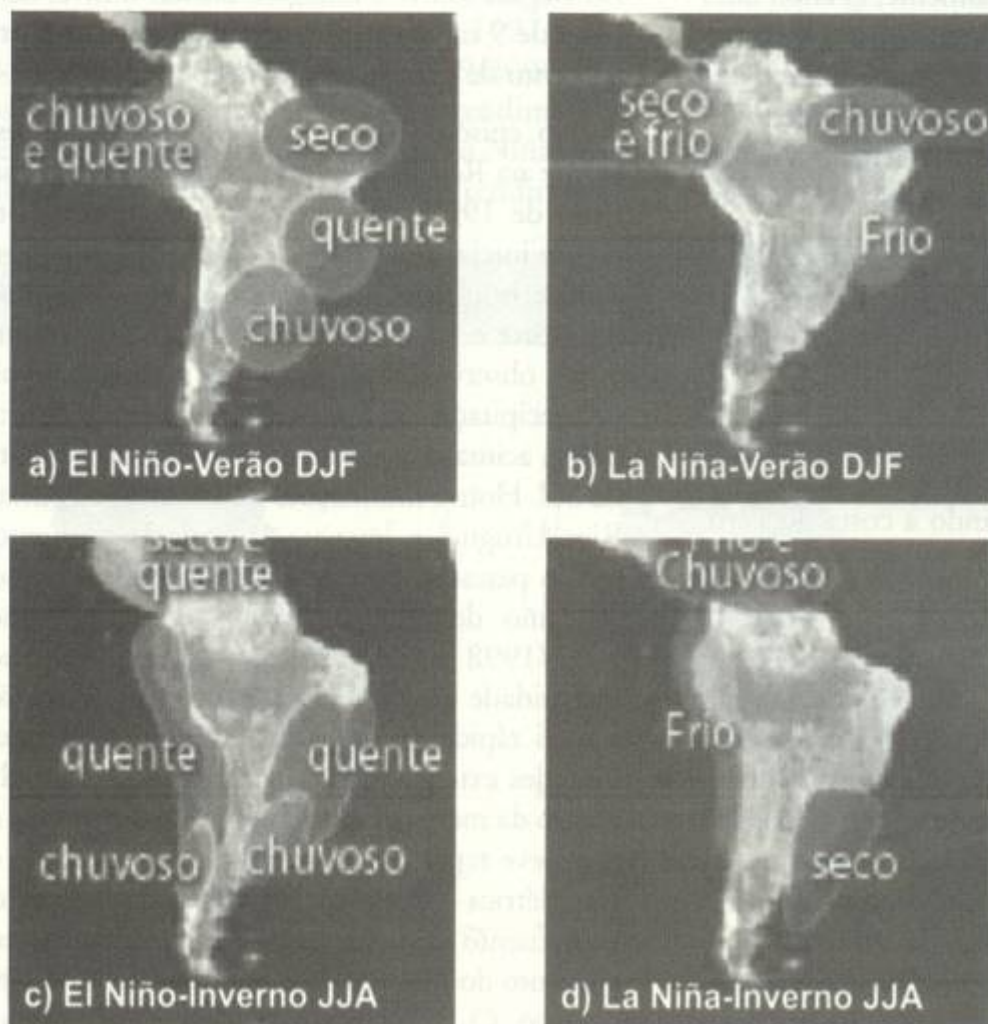 chuvoso
e quente
seco
quente
chuvoso
a) El Niño-Verão DJF
seco
e frio
chuvoso
Frio
b) La Niña-Verão DJF
seco e
quente
quente
quente
chuvoso
chuvoso
c) El Niño-Inverno JJA
Chuvoso
Frio
seco
d) La Niña-Inverno JJA